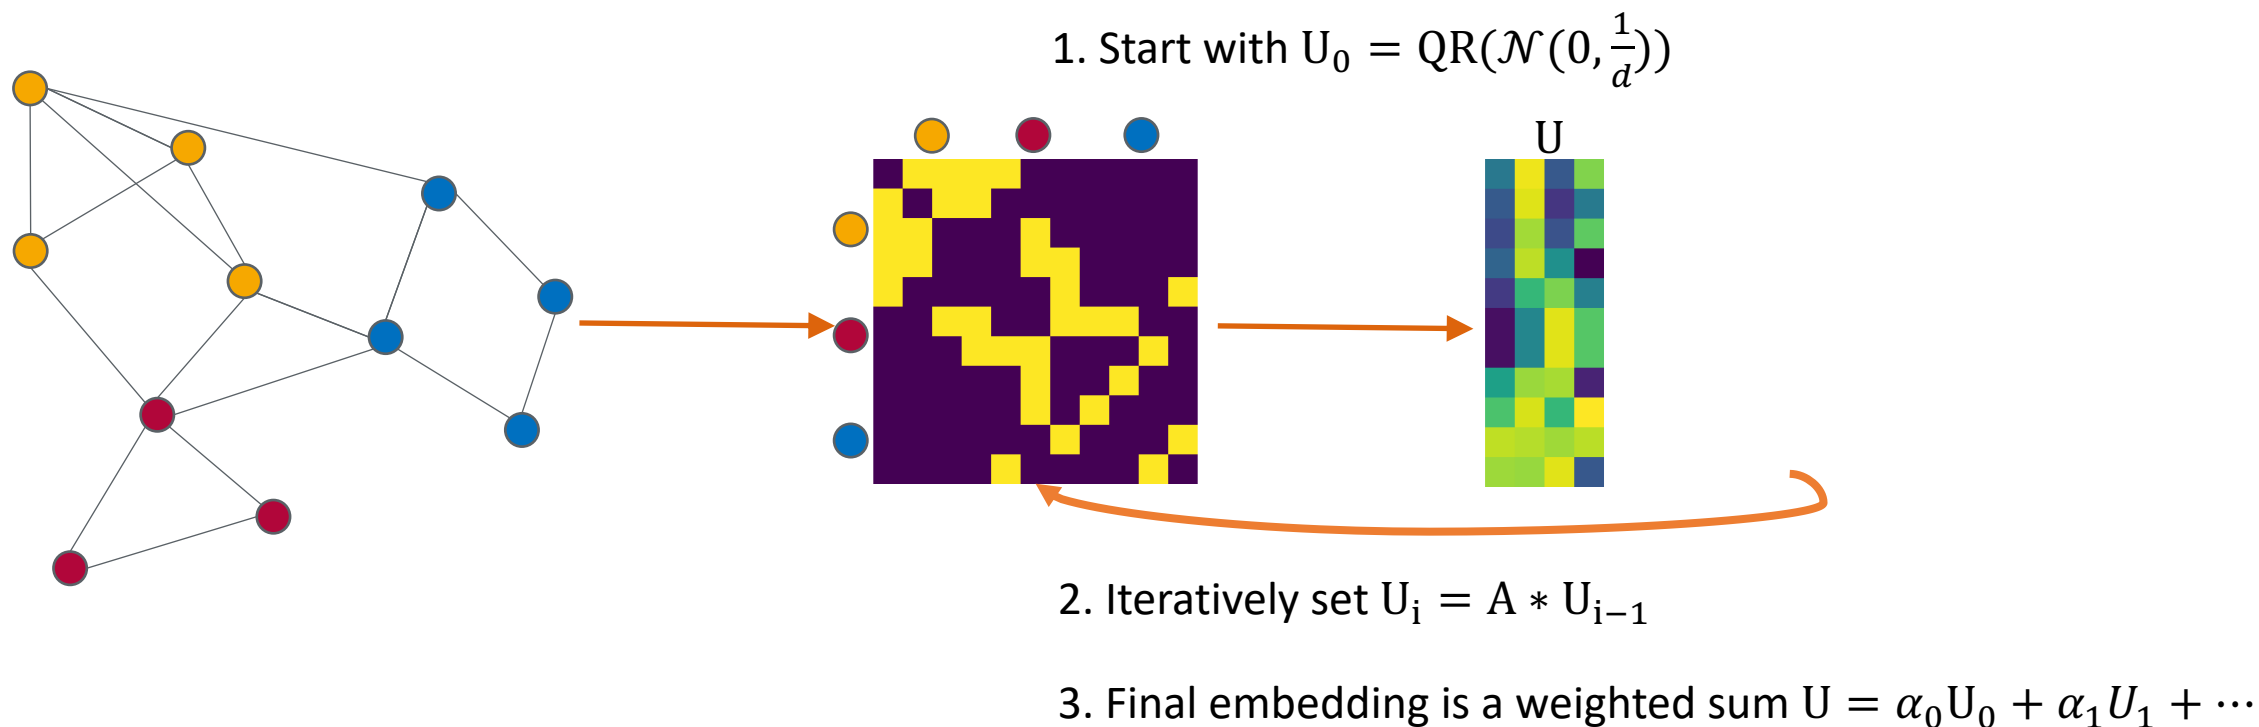 1. Start with U₀ = QR(𝒩(0, 1/d))
U
2. Iteratively set Uᵢ = A ∗ Uᵢ₋₁
3. Final embedding is a weighted sum U = α₀U₀ + α₁U₁ + ⋯